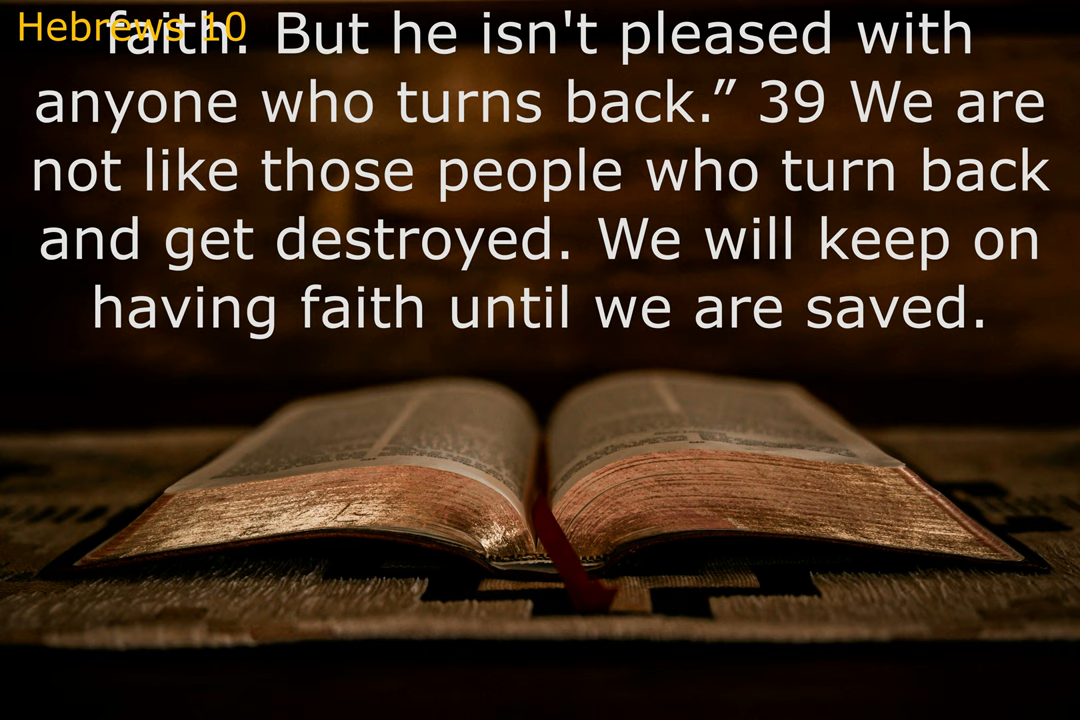 Hebrews 10
faith. But he isn't pleased with
anyone who turns back.” 39 We are
not like those people who turn back
and get destroyed. We will keep on
having faith until we are saved.